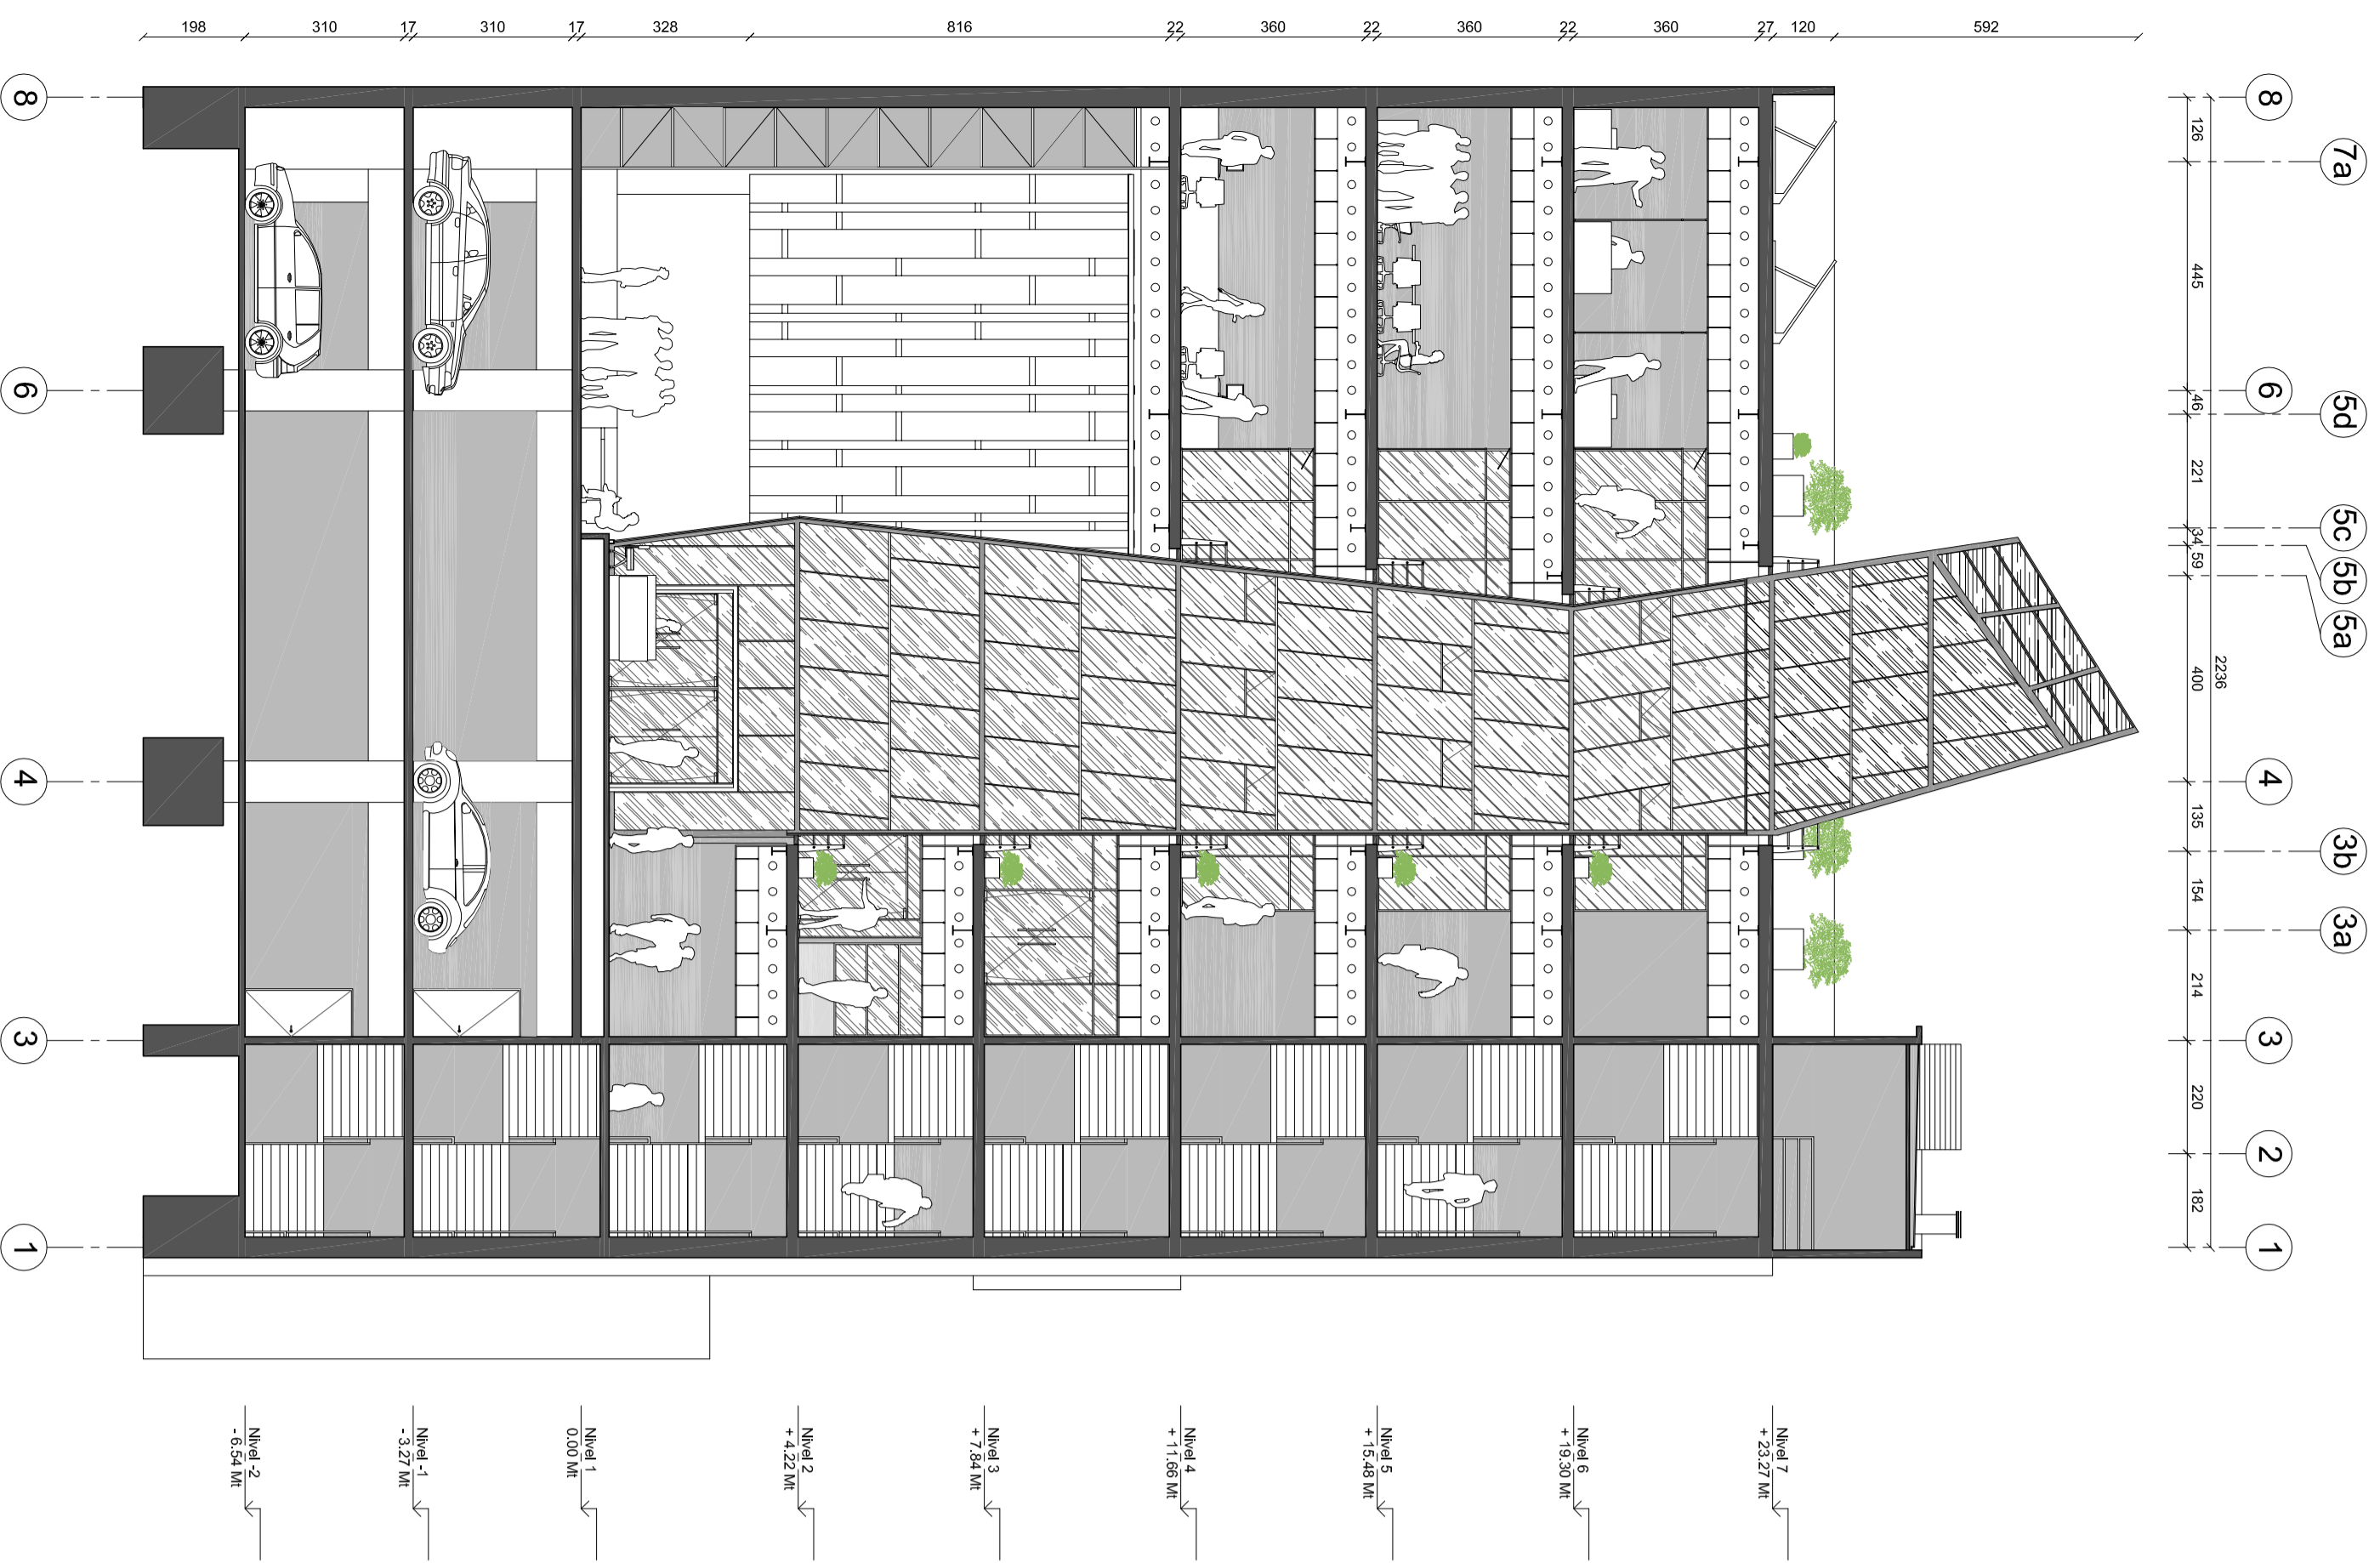 198
310
17
310
17
328
816
22
360
22
360
22
360
27
120
592
8
6
4
3
1
8
7a
6
5d
5c
5b
5a
4
3b
3a
3
2
1
126
445
46
221
34
59
400
135
154
214
220
182
2236
Nivel -2
- 6.54 Mt
Nivel -1
- 3.27 Mt
Nivel 1
0.00 Mt
Nivel 2
+ 4.22 Mt
Nivel 3
+ 7.84 Mt
Nivel 4
+ 11.66 Mt
Nivel 5
+ 15.48 Mt
Nivel 6
+ 19.30 Mt
Nivel 7
+ 23.27 Mt